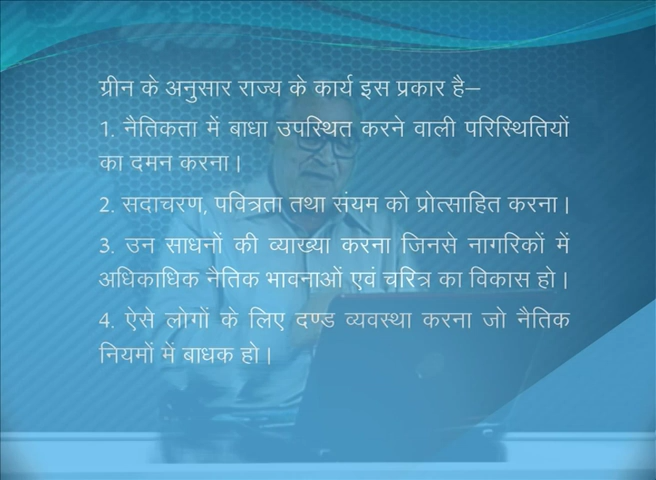 ग्रीन के अनुसार राज्य के कार्य इस प्रकार है–
1. नैतिकता में बाधा उपस्थित करने वाली परिस्थितियों
का दमन करना।
2. सदाचरण, पवित्रता तथा संयम को प्रोत्साहित करना।
3. उन साधनों की व्याख्या करना जिनसे नागरिकों में
अधिकाधिक नैतिक भावनाओं एवं चरित्र का विकास हो।
4. ऐसे लोगों के लिए दण्ड व्यवस्था करना जो नैतिक
नियमों में बाधक हो।